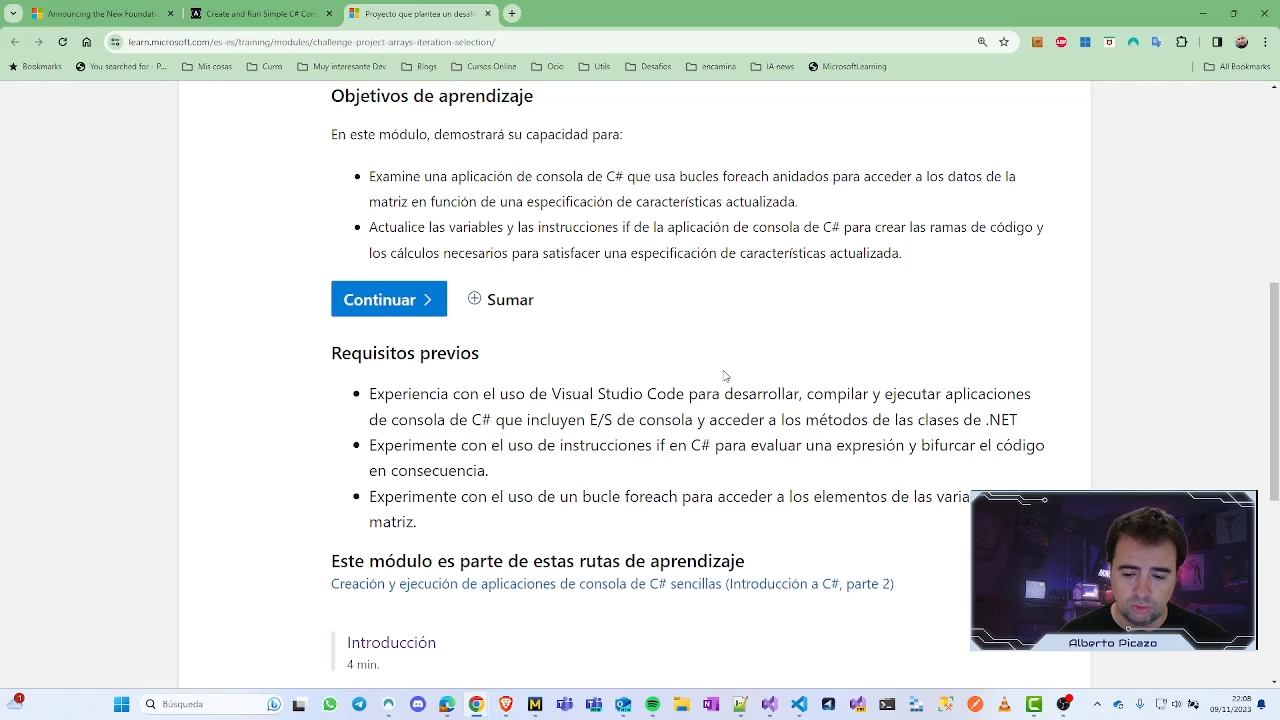 Announcing the New Foundation
Create and Run Simple C# Cons
Proyecto que plantea un desafí
learn.microsoft.com/es-es/training/modules/challenge-project-arrays-iteration-selection/
Bookmarks
You searched for - P...
Mis cosas
Curro
Muy interesante Dev
Blogs
Cursos Online
Ocio
Utils
Desafios
encamina
IA news
MicrosoftLearning
All Bookmarks
Objetivos de aprendizaje
En este módulo, demostrará su capacidad para:
Examine una aplicación de consola de C# que usa bucles foreach anidados para acceder a los datos de la
matriz en función de una especificación de características actualizada.
Actualice las variables y las instrucciones if de la aplicación de consola de C# para crear las ramas de código y
los cálculos necesarios para satisfacer una especificación de características actualizada.
Continuar
Sumar
Requisitos previos
Experiencia con el uso de Visual Studio Code para desarrollar, compilar y ejecutar aplicaciones
de consola de C# que incluyen E/S de consola y acceder a los métodos de las clases de .NET
Experimente con el uso de instrucciones if en C# para evaluar una expresión y bifurcar el código
en consecuencia.
Experimente con el uso de un bucle foreach para acceder a los elementos de las varia
matriz.
Este módulo es parte de estas rutas de aprendizaje
Creación y ejecución de aplicaciones de consola de C# sencillas (Introducción a C#, parte 2)
Introducción
4 min.
Alberto Picazo
Búsqueda
22:08
09/11/2023